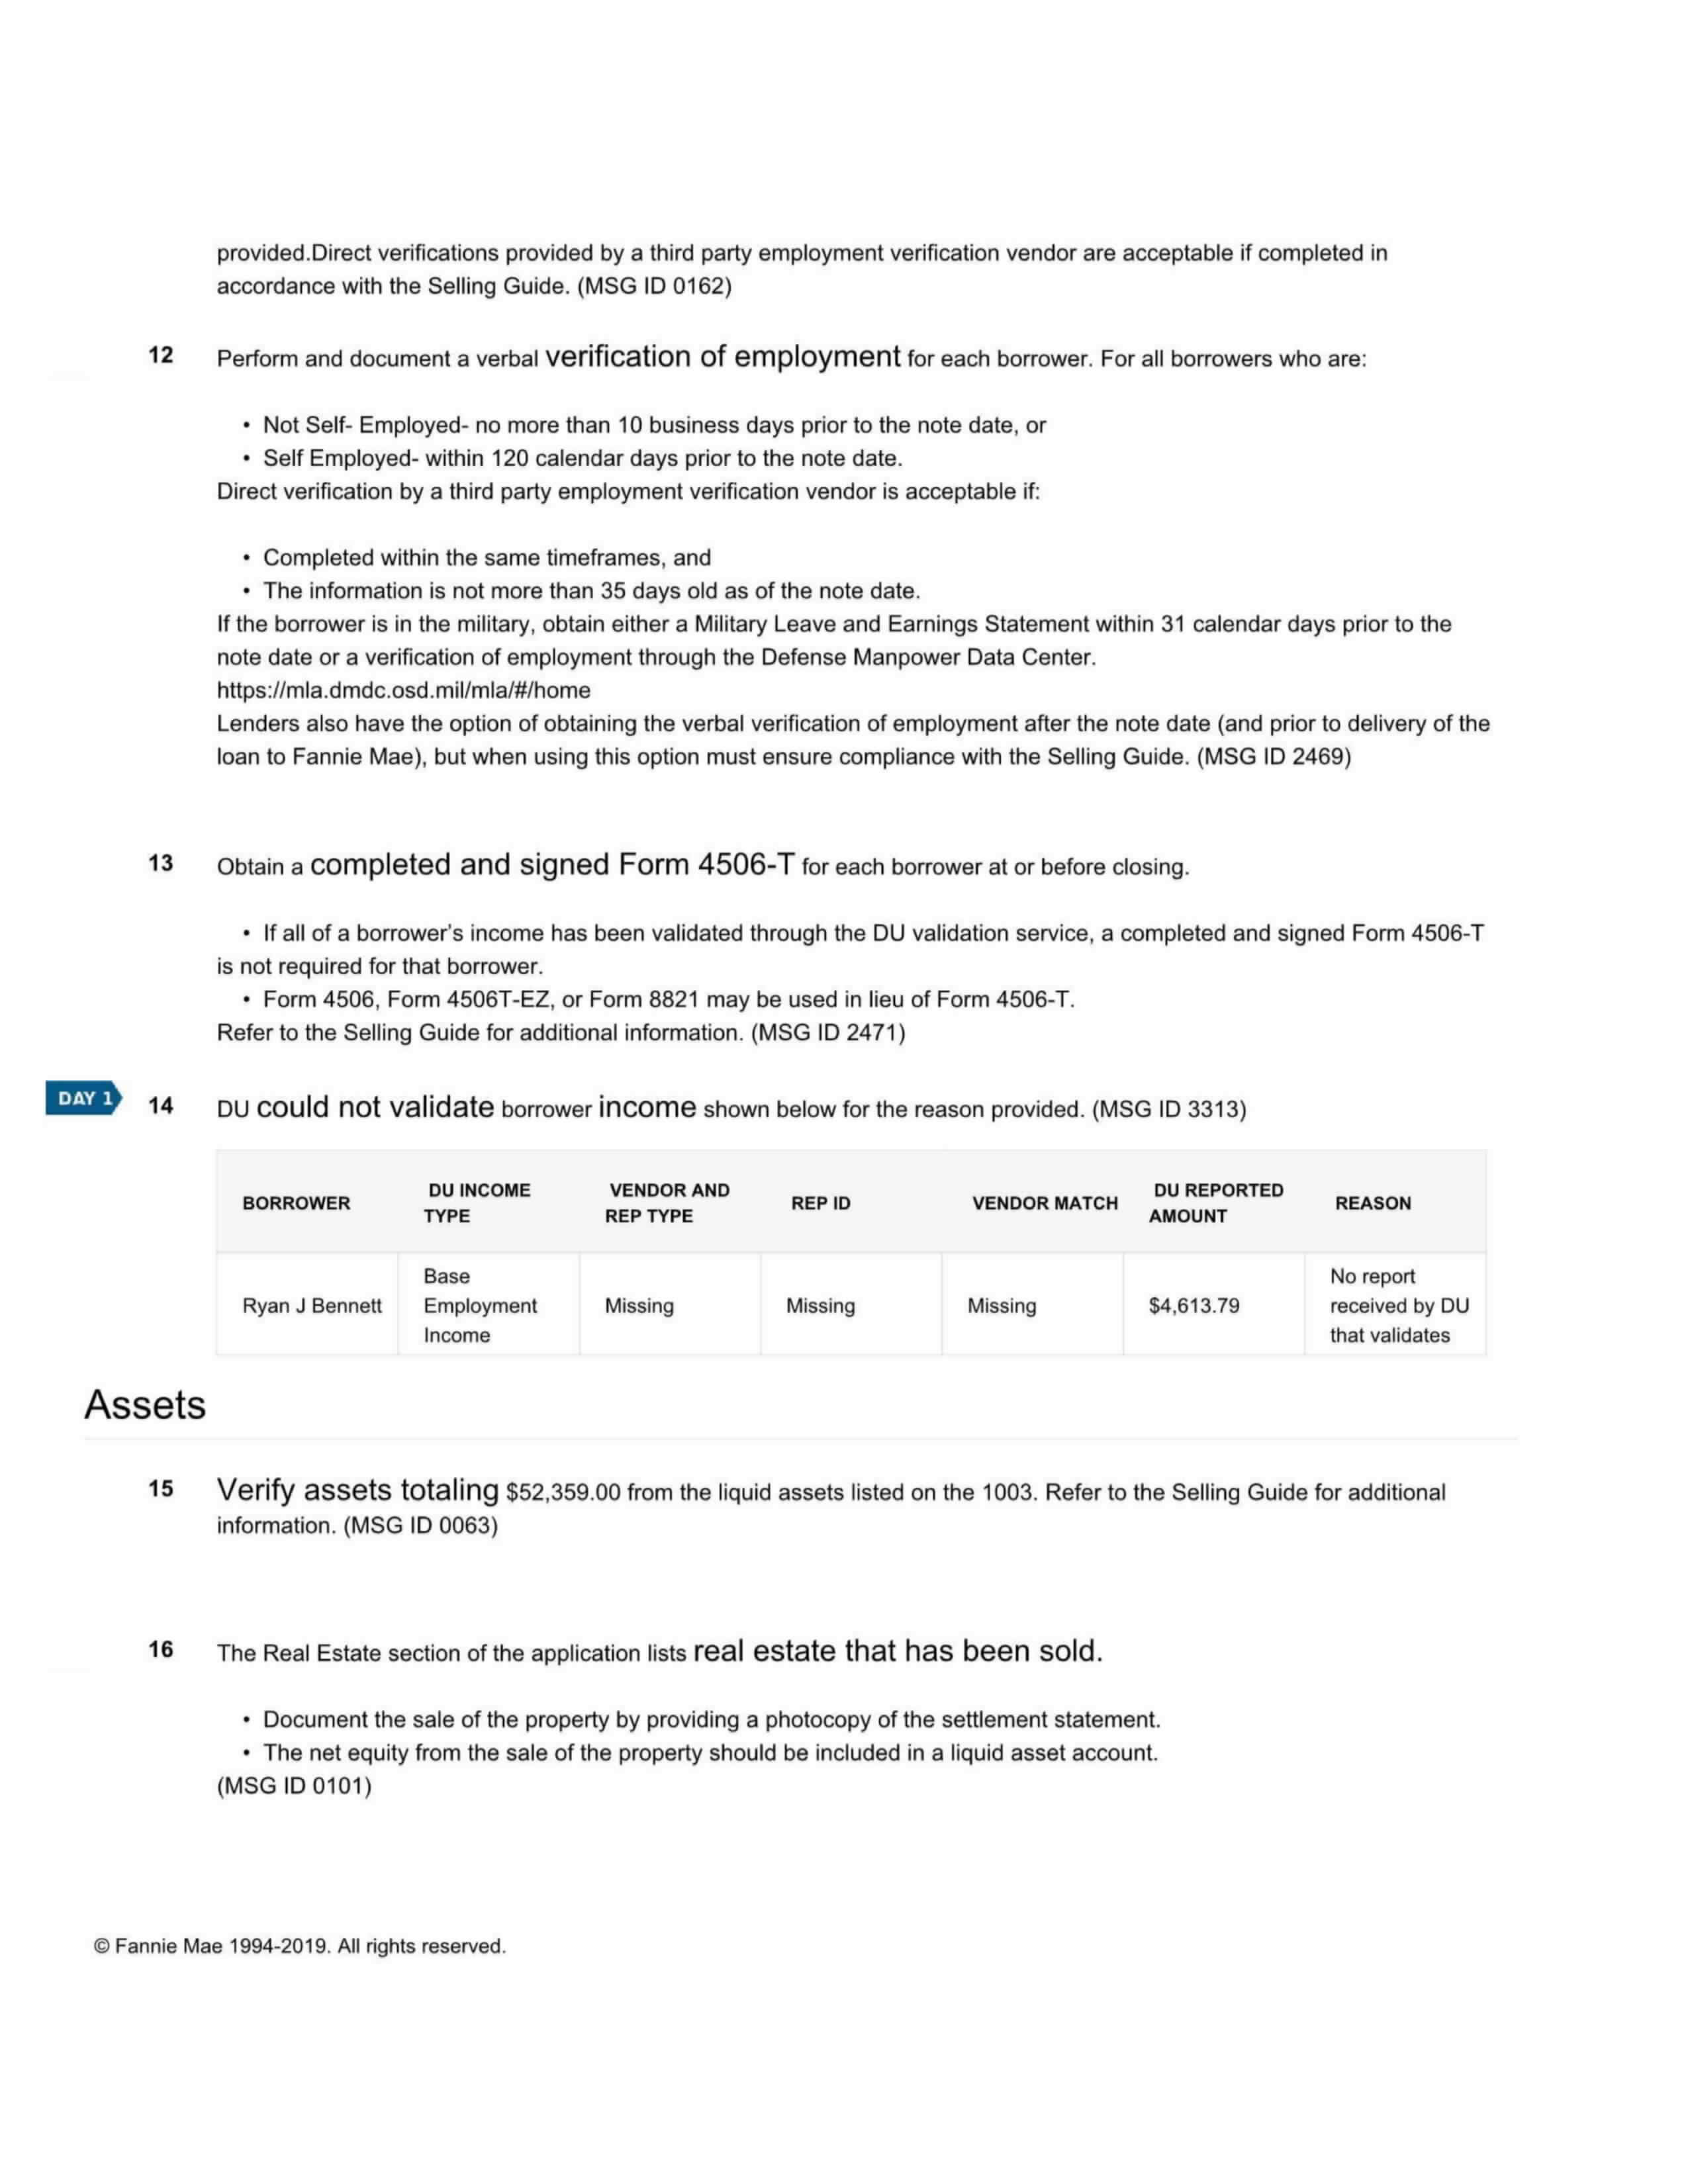 provided.Direct verifications provided by a third party employment verification vendor are acceptable if completed in
accordance with the Selling Guide. (MSG ID 0162)
12 Perform and document a verbal verification of employment for each borrower. For all borrowers who are:
• Not Self- Employed- no more than 10 business days prior to the note date, or
• Self Employed- within 120 calendar days prior to the note date.
Direct verification by a third party employment verification vendor is acceptable if:
• Completed within the same timeframes, and
• The information is not more than 35 days old as of the note date.
If the borrower is in the military, obtain either a Military Leave and Earnings Statement within 31 calendar days prior to the
note date or a verification of employment through the Defense Manpower Data Center.
https://mla.dmdc.osd.mil/mla/#/home
Lenders also have the option of obtaining the verbal verification of employment after the note date (and prior to delivery of the
loan to Fannie Mae), but when using this option must ensure compliance with the Selling Guide. (MSG ID 2469)
13 Obtain a completed and signed Form 4506-T for each borrower at or before closing.
• If all of a borrower's income has been validated through the DU validation service, a completed and signed Form 4506-T
is not required for that borrower.
• Form 4506, Form 4506T-EZ, or Form 8821 may be used in lieu of Form 4506-T.
Refer to the Selling Guide for additional information. (MSG ID 2471)
DAY 1 14 DU could not validate borrower income shown below for the reason provided. (MSG ID 3313)
BORROWER DU INCOME TYPE VENDOR AND REP TYPE REP ID VENDOR MATCH DU REPORTED AMOUNT REASON
Ryan J Bennett Base Employment Income Missing Missing Missing $4,613.79 No report received by DU that validates
Assets
15 Verify assets totaling $52,359.00 from the liquid assets listed on the 1003. Refer to the Selling Guide for additional
information. (MSG ID 0063)
16 The Real Estate section of the application lists real estate that has been sold.
• Document the sale of the property by providing a photocopy of the settlement statement.
• The net equity from the sale of the property should be included in a liquid asset account.
(MSG ID 0101)
© Fannie Mae 1994-2019. All rights reserved.